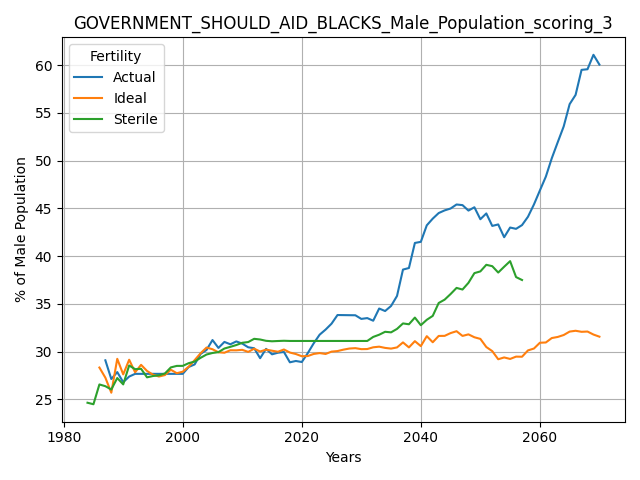 GOVERNMENT_SHOULD_AID_BLACKS_Male_Population_scoring_3
Fertility
Actual
Ideal
Sterile
% of Male Population
60
55
50
45
40
35
30
25
1980 2000 2020 2040 2060
Years